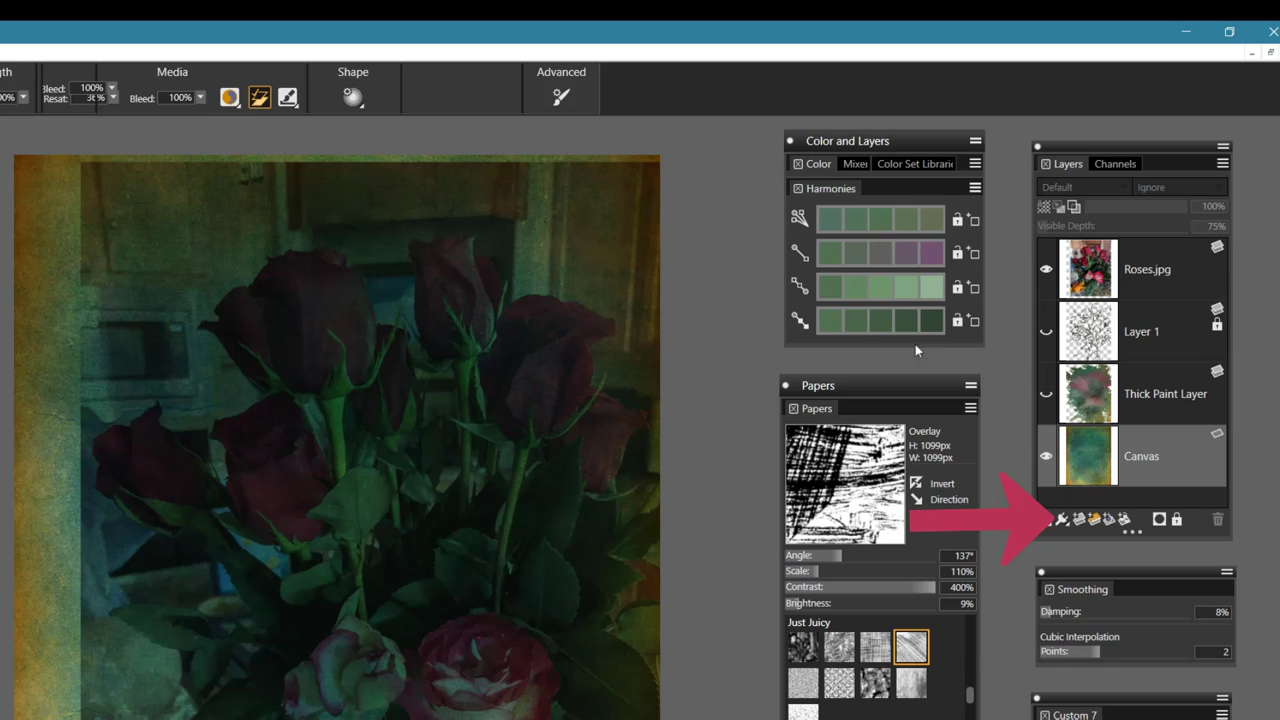 gth
Media
Shape
Advanced
Bleed: 100%
Resat: 36%
00%
Bleed: 100%
Color and Layers
Color Mixer Color Set Librarie
Harmonies
Layers Channels
Default Ignore
100%
Visible Depth: 75%
Roses.jpg
Layer 1
Thick Paint Layer
Canvas
Papers
Papers
Overlay
H: 1099px
W: 1099px
Invert
Direction
Angle: 137°
Scale: 110%
Contrast: 400%
Brightness: 9%
Just Juicy
Smoothing
Damping: 8%
Cubic Interpolation
Points: 2
Custom 7